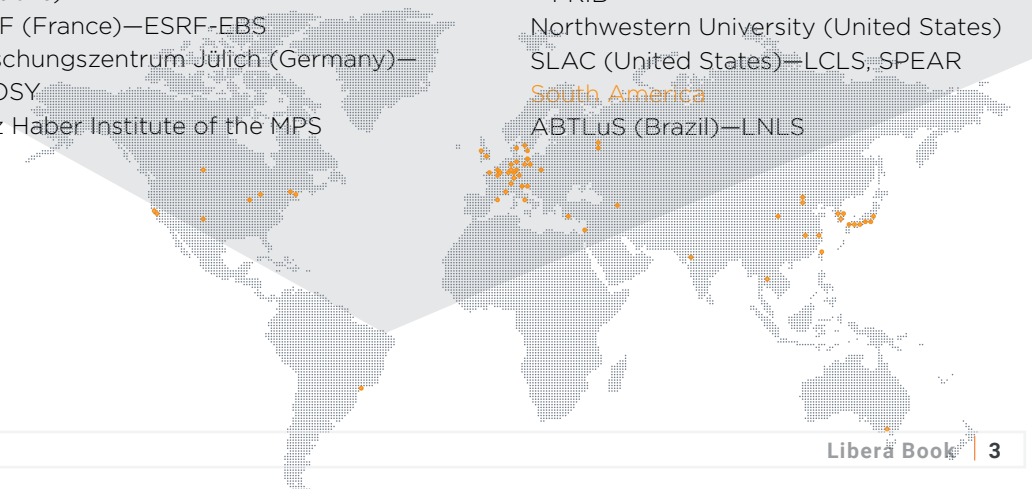 F (France)—ESRF-EBS
schungszentrum Jülich (Germany)—
OSY
z Haber Institute of the MPS
Northwestern University (United States)
SLAC (United States)—LCLS, SPEAR
South America
ABTLuS (Brazil)—LNLS
Libera Book 3